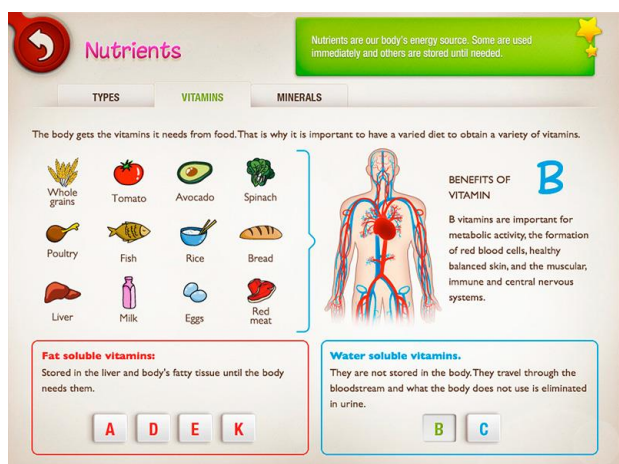 Nutrients
Nutrients are our body's energy source. Some are used
immediately and others are stored until needed.
TYPES
VITAMINS
MINERALS
The body gets the vitamins it needs from food. That is why it is important to have a varied diet to obtain a variety of vitamins.
Whole
grains
Tomato
Avocado
Spinach
Poultry
Fish
Rice
Bread
Liver
Milk
Eggs
Red
meat
BENEFITS OF
VITAMIN
B
B vitamins are important for
metabolic activity, the formation
of red blood cells, healthy
balanced skin, and the muscular,
immune and central nervous
systems.
Fat soluble vitamins:
Stored in the liver and body's fatty tissue until the body
needs them.
A D E K
Water soluble vitamins.
They are not stored in the body. They travel through the
bloodstream and what the body does not use is eliminated
in urine.
B C